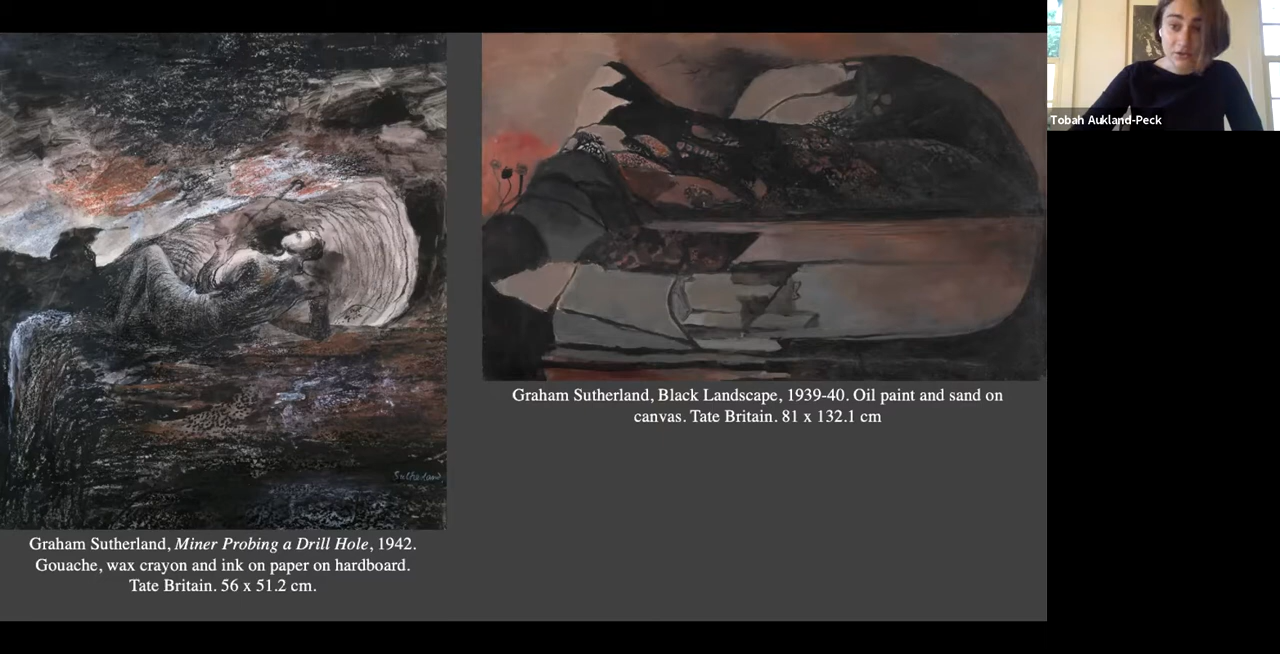 Tobah Aukland-Peck
Sutherland
Graham Sutherland, Black Landscape, 1939-40. Oil paint and sand on
canvas. Tate Britain. 81 x 132.1 cm
Graham Sutherland, Miner Probing a Drill Hole, 1942.
Gouache, wax crayon and ink on paper on hardboard.
Tate Britain. 56 x 51.2 cm.